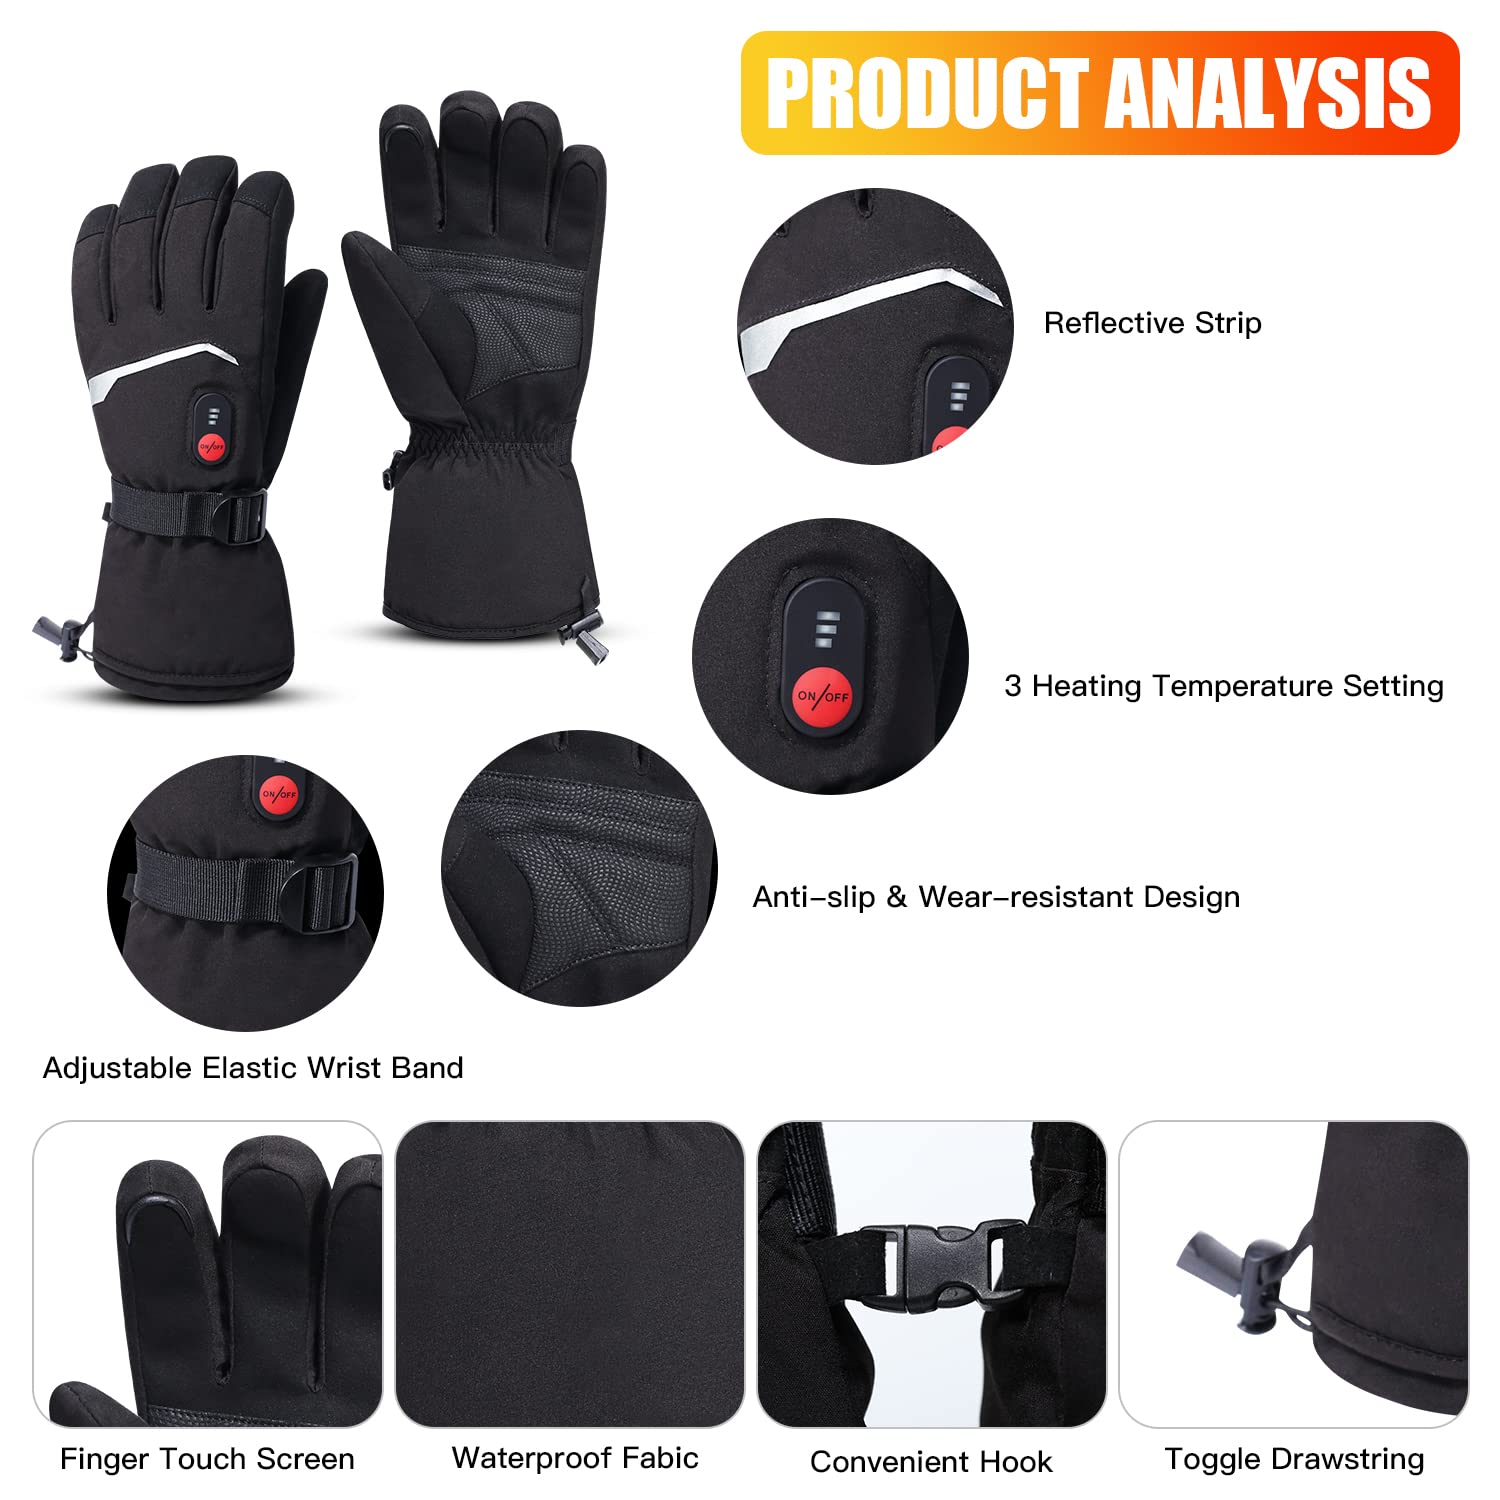 PRODUCT ANALYSIS
Reflective Strip
ON/OFF
3 Heating Temperature Setting
ON/OFF
ON/OFF
Anti-slip & Wear-resistant Design
Adjustable Elastic Wrist Band
Finger Touch Screen
Waterproof Fabic
Convenient Hook
Toggle Drawstring